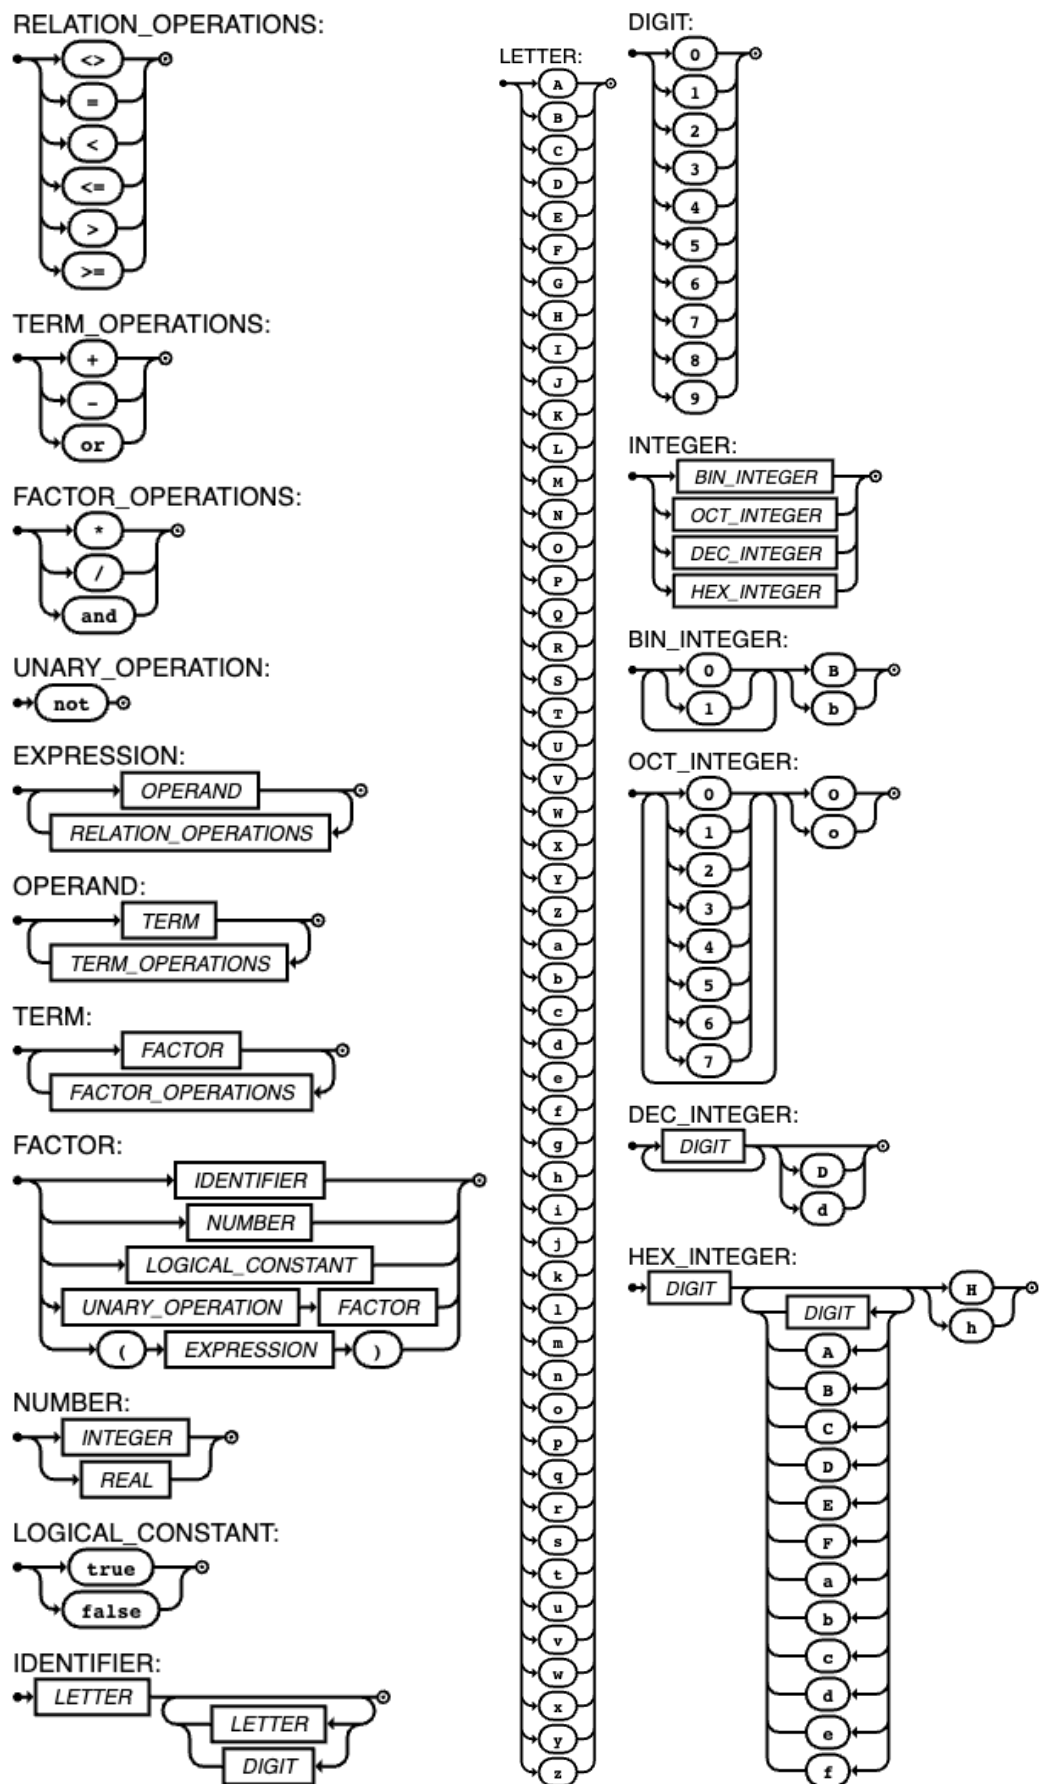 RELATION_OPERATIONS:
<>
=
<
<=
>
>=
TERM_OPERATIONS:
+
-
or
FACTOR_OPERATIONS:
*
/
and
UNARY_OPERATION:
not
EXPRESSION:
OPERAND
RELATION_OPERATIONS
OPERAND:
TERM
TERM_OPERATIONS
TERM:
FACTOR
FACTOR_OPERATIONS
FACTOR:
IDENTIFIER
NUMBER
LOGICAL_CONSTANT
UNARY_OPERATION FACTOR
( EXPRESSION )
NUMBER:
INTEGER
REAL
LOGICAL_CONSTANT:
true
false
IDENTIFIER:
LETTER
LETTER
DIGIT
LETTER:
A
B
C
D
E
F
G
H
I
J
K
L
M
N
O
P
Q
R
S
T
U
V
W
X
Y
Z
a
b
c
d
e
f
g
h
i
j
k
l
m
n
o
p
q
r
s
t
u
v
w
x
y
z
DIGIT:
0
1
2
3
4
5
6
7
8
9
INTEGER:
BIN_INTEGER
OCT_INTEGER
DEC_INTEGER
HEX_INTEGER
BIN_INTEGER:
0 B
1 b
OCT_INTEGER:
0 O
1 o
2
3
4
5
6
7
DEC_INTEGER:
DIGIT
D
d
HEX_INTEGER:
DIGIT H
DIGIT h
A
B
C
D
E
F
a
b
c
d
e
f